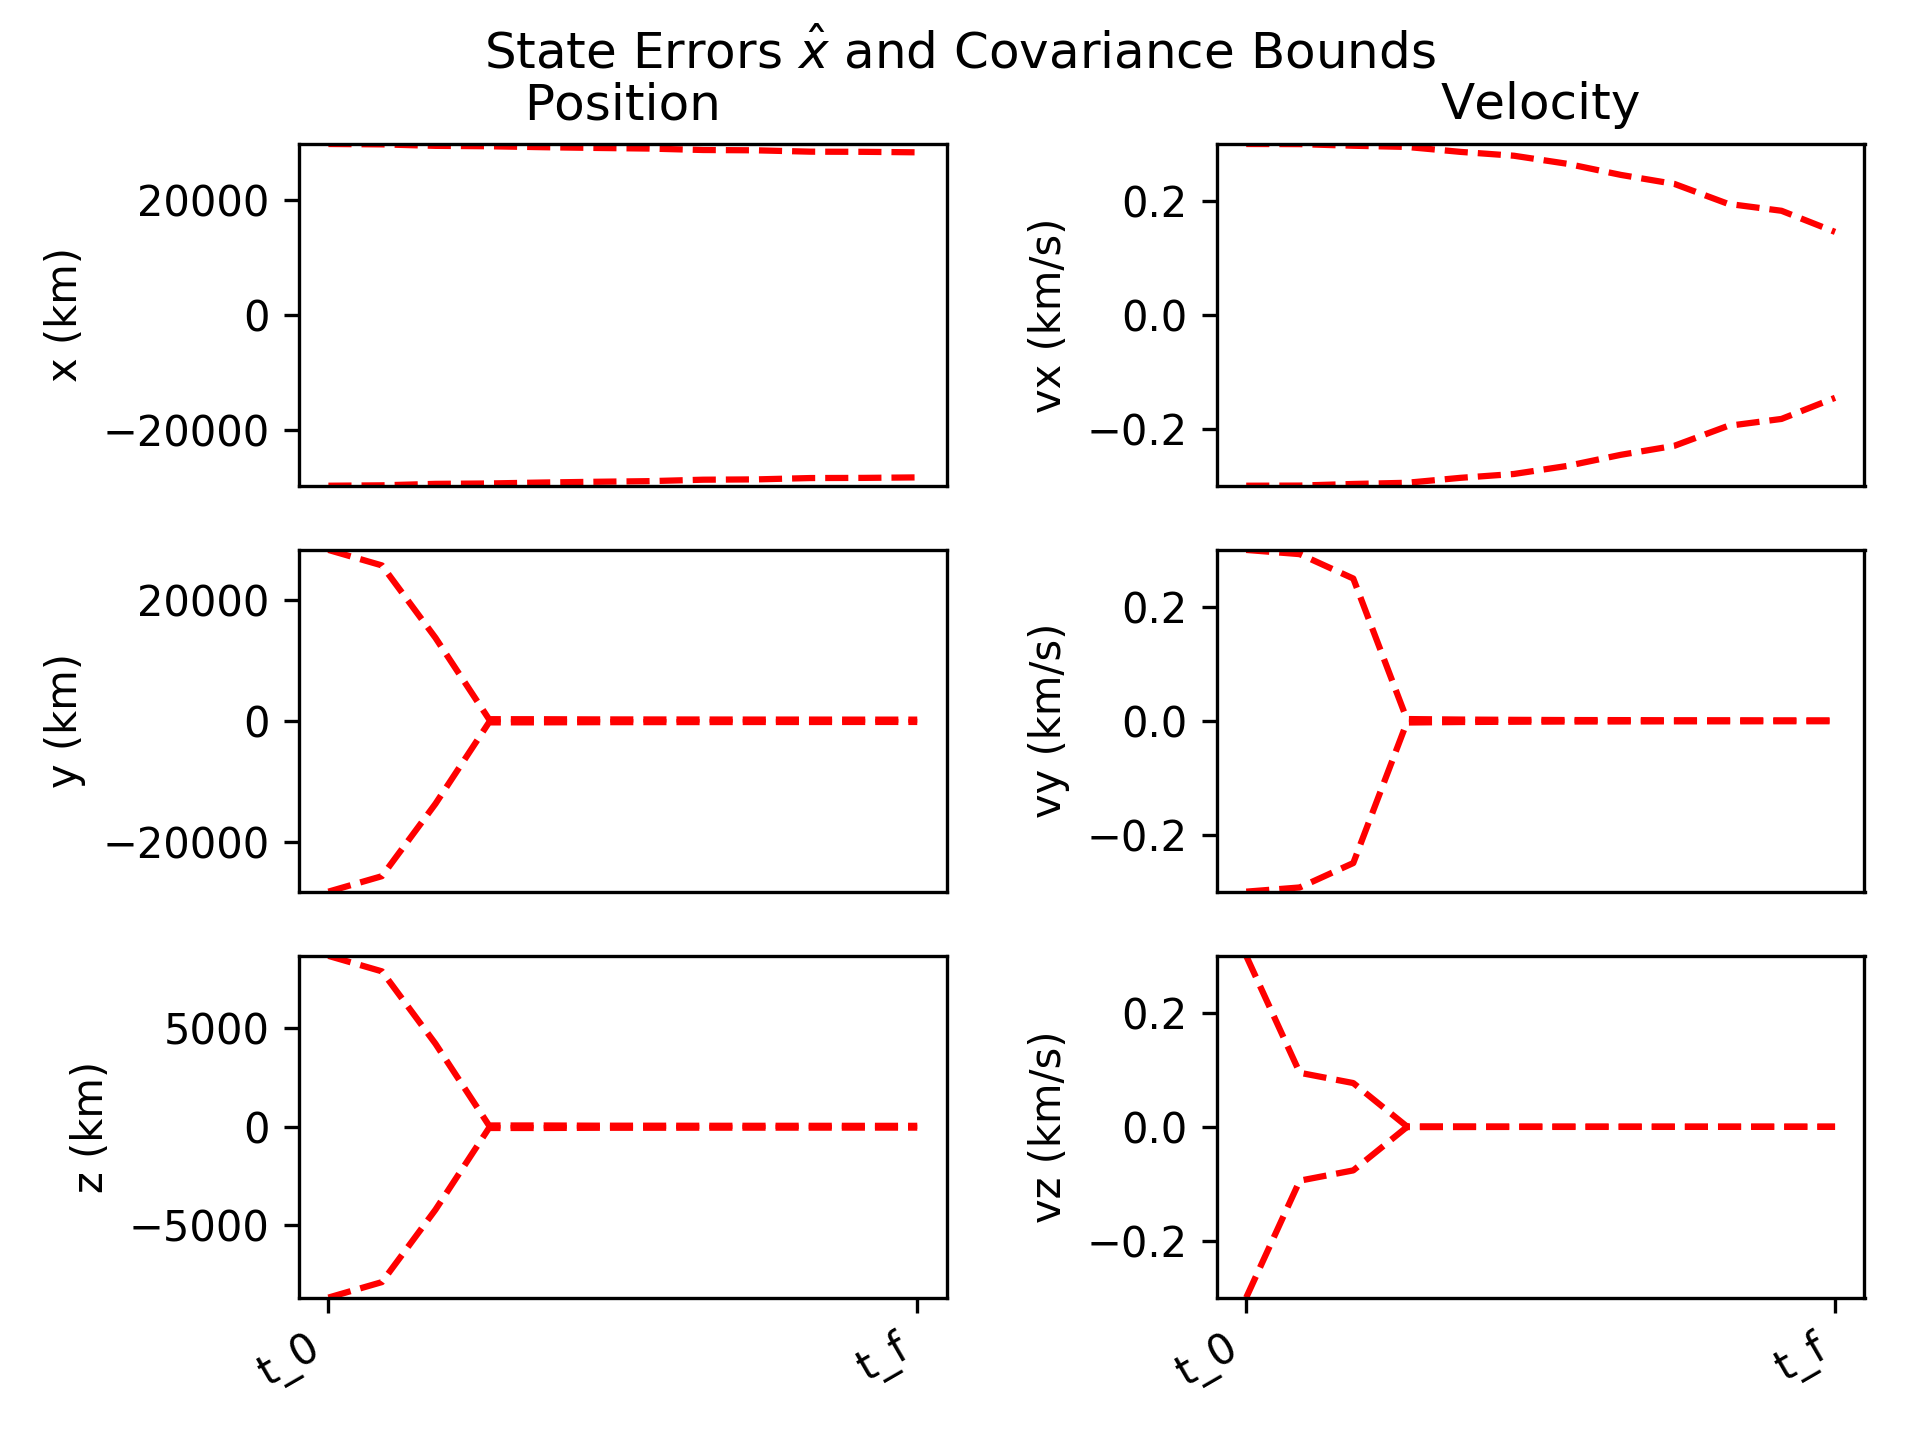 State Errors x̂ and Covariance Bounds
Position
Velocity
20000
0
−20000
x (km)
0.2
0.0
−0.2
vx (km/s)
20000
0
−20000
y (km)
0.2
0.0
−0.2
vy (km/s)
5000
0
−5000
z (km)
0.2
0.0
−0.2
vz (km/s)
t_0
t_f
t_0
t_f